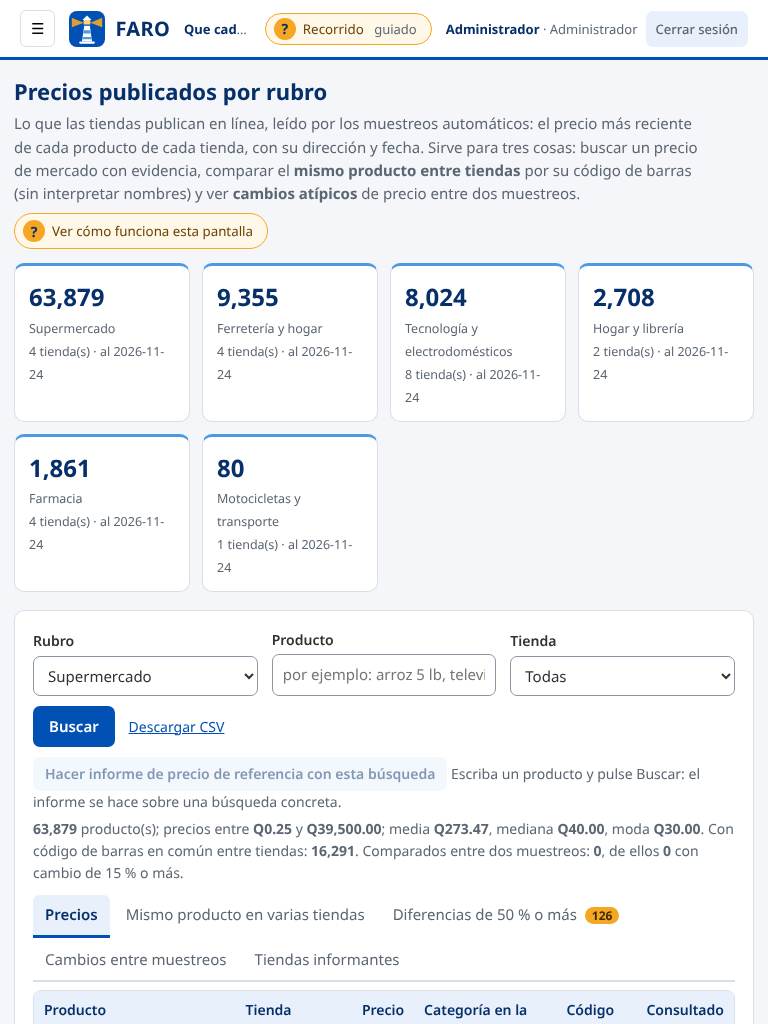 ☰ FARO Que cad… ? Recorrido guiado Administrador · Administrador Cerrar sesión
Precios publicados por rubro
Lo que las tiendas publican en línea, leído por los muestreos automáticos: el precio más reciente
de cada producto de cada tienda, con su dirección y fecha. Sirve para tres cosas: buscar un precio
de mercado con evidencia, comparar el mismo producto entre tiendas por su código de barras
(sin interpretar nombres) y ver cambios atípicos de precio entre dos muestreos.
? Ver cómo funciona esta pantalla
63,879
Supermercado
4 tienda(s) · al 2026-11-
24
9,355
Ferretería y hogar
4 tienda(s) · al 2026-11-
24
8,024
Tecnología y
electrodomésticos
8 tienda(s) · al 2026-11-
24
2,708
Hogar y librería
2 tienda(s) · al 2026-11-
24
1,861
Farmacia
4 tienda(s) · al 2026-11-
24
80
Motocicletas y
transporte
1 tienda(s) · al 2026-11-
24
Rubro Producto Tienda
Supermercado por ejemplo: arroz 5 lb, televi Todas
Buscar Descargar CSV
Hacer informe de precio de referencia con esta búsqueda Escriba un producto y pulse Buscar: el
informe se hace sobre una búsqueda concreta.
63,879 producto(s); precios entre Q0.25 y Q39,500.00; media Q273.47, mediana Q40.00, moda Q30.00. Con
código de barras en común entre tiendas: 16,291. Comparados entre dos muestreos: 0, de ellos 0 con
cambio de 15 % o más.
Precios Mismo producto en varias tiendas Diferencias de 50 % o más 126
Cambios entre muestreos Tiendas informantes
Producto Tienda Precio Categoría en la Código Consultado